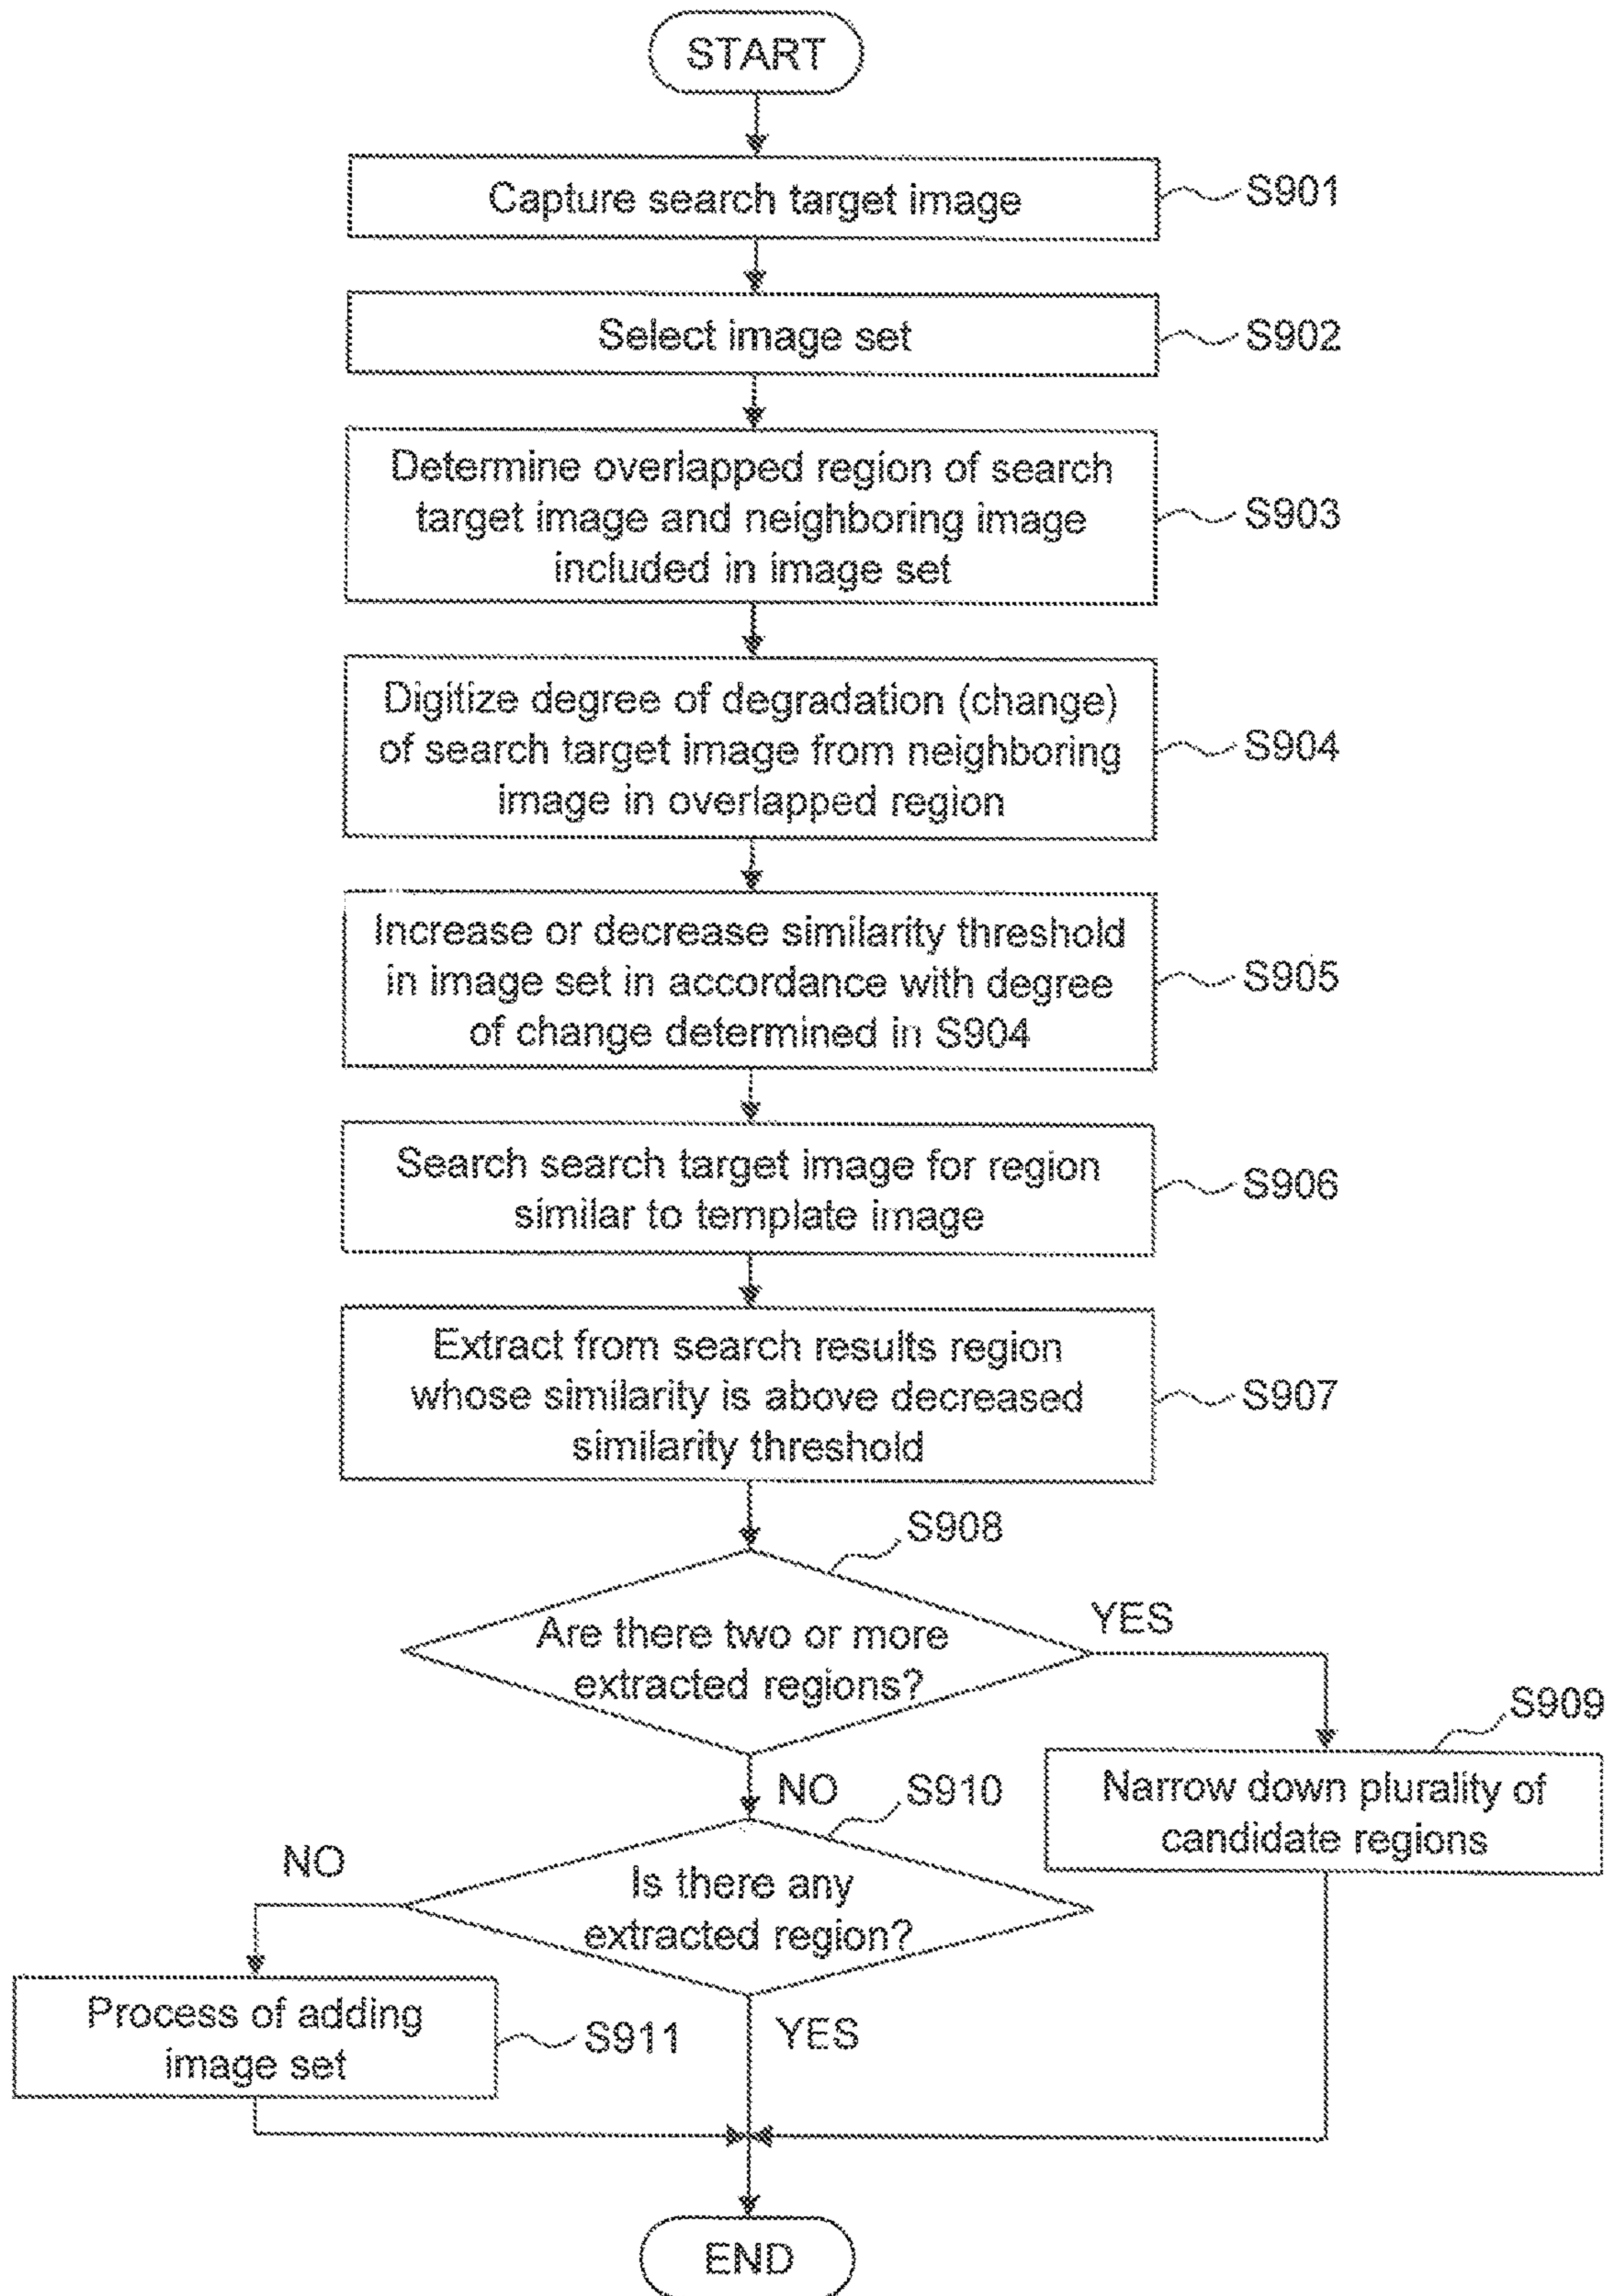 START
Capture search target image
S901
Select image set
S902
Determine overlapped region of search
target image and neighboring image
included in image set
S903
Digitize degree of degradation (change)
of search target image from neighboring
image in overlapped region
S904
Increase or decrease similarity threshold
in image set in accordance with degree
of change determined in S904
S905
Search search target image for region
similar to template image
S906
Extract from search results region
whose similarity is above decreased
similarity threshold
S907
S908
Are there two or more
extracted regions?
YES
S909
Narrow down plurality of
candidate regions
NO
S910
Is there any
extracted region?
NO
Process of adding
image set
S911
YES
END